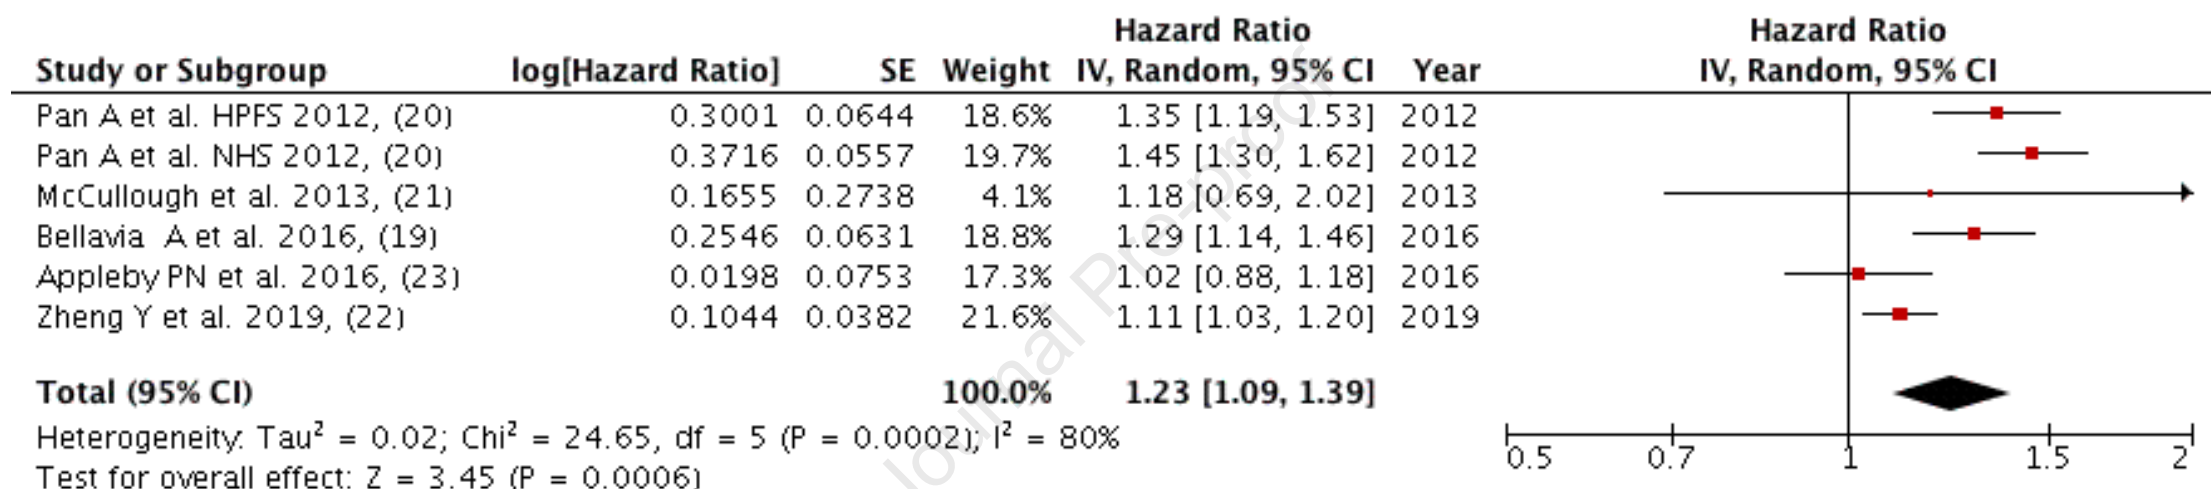 Hazard Ratio Hazard Ratio
Study or Subgroup log[Hazard Ratio] SE Weight IV, Random, 95% CI Year IV, Random, 95% CI
Pan A et al. HPFS 2012, (20) 0.3001 0.0644 18.6% 1.35 [1.19, 1.53] 2012
Pan A et al. NHS 2012, (20) 0.3716 0.0557 19.7% 1.45 [1.30, 1.62] 2012
McCullough et al. 2013, (21) 0.1655 0.2738 4.1% 1.18 [0.69, 2.02] 2013
Bellavia A et al. 2016, (19) 0.2546 0.0631 18.8% 1.29 [1.14, 1.46] 2016
Appleby PN et al. 2016, (23) 0.0198 0.0753 17.3% 1.02 [0.88, 1.18] 2016
Zheng Y et al. 2019, (22) 0.1044 0.0382 21.6% 1.11 [1.03, 1.20] 2019
Total (95% CI) 100.0% 1.23 [1.09, 1.39]
Heterogeneity: Tau² = 0.02; Chi² = 24.65, df = 5 (P = 0.0002); I² = 80%
Test for overall effect: Z = 3.45 (P = 0.0006)
0.5 0.7 1 1.5 2
Journal Pre-proof